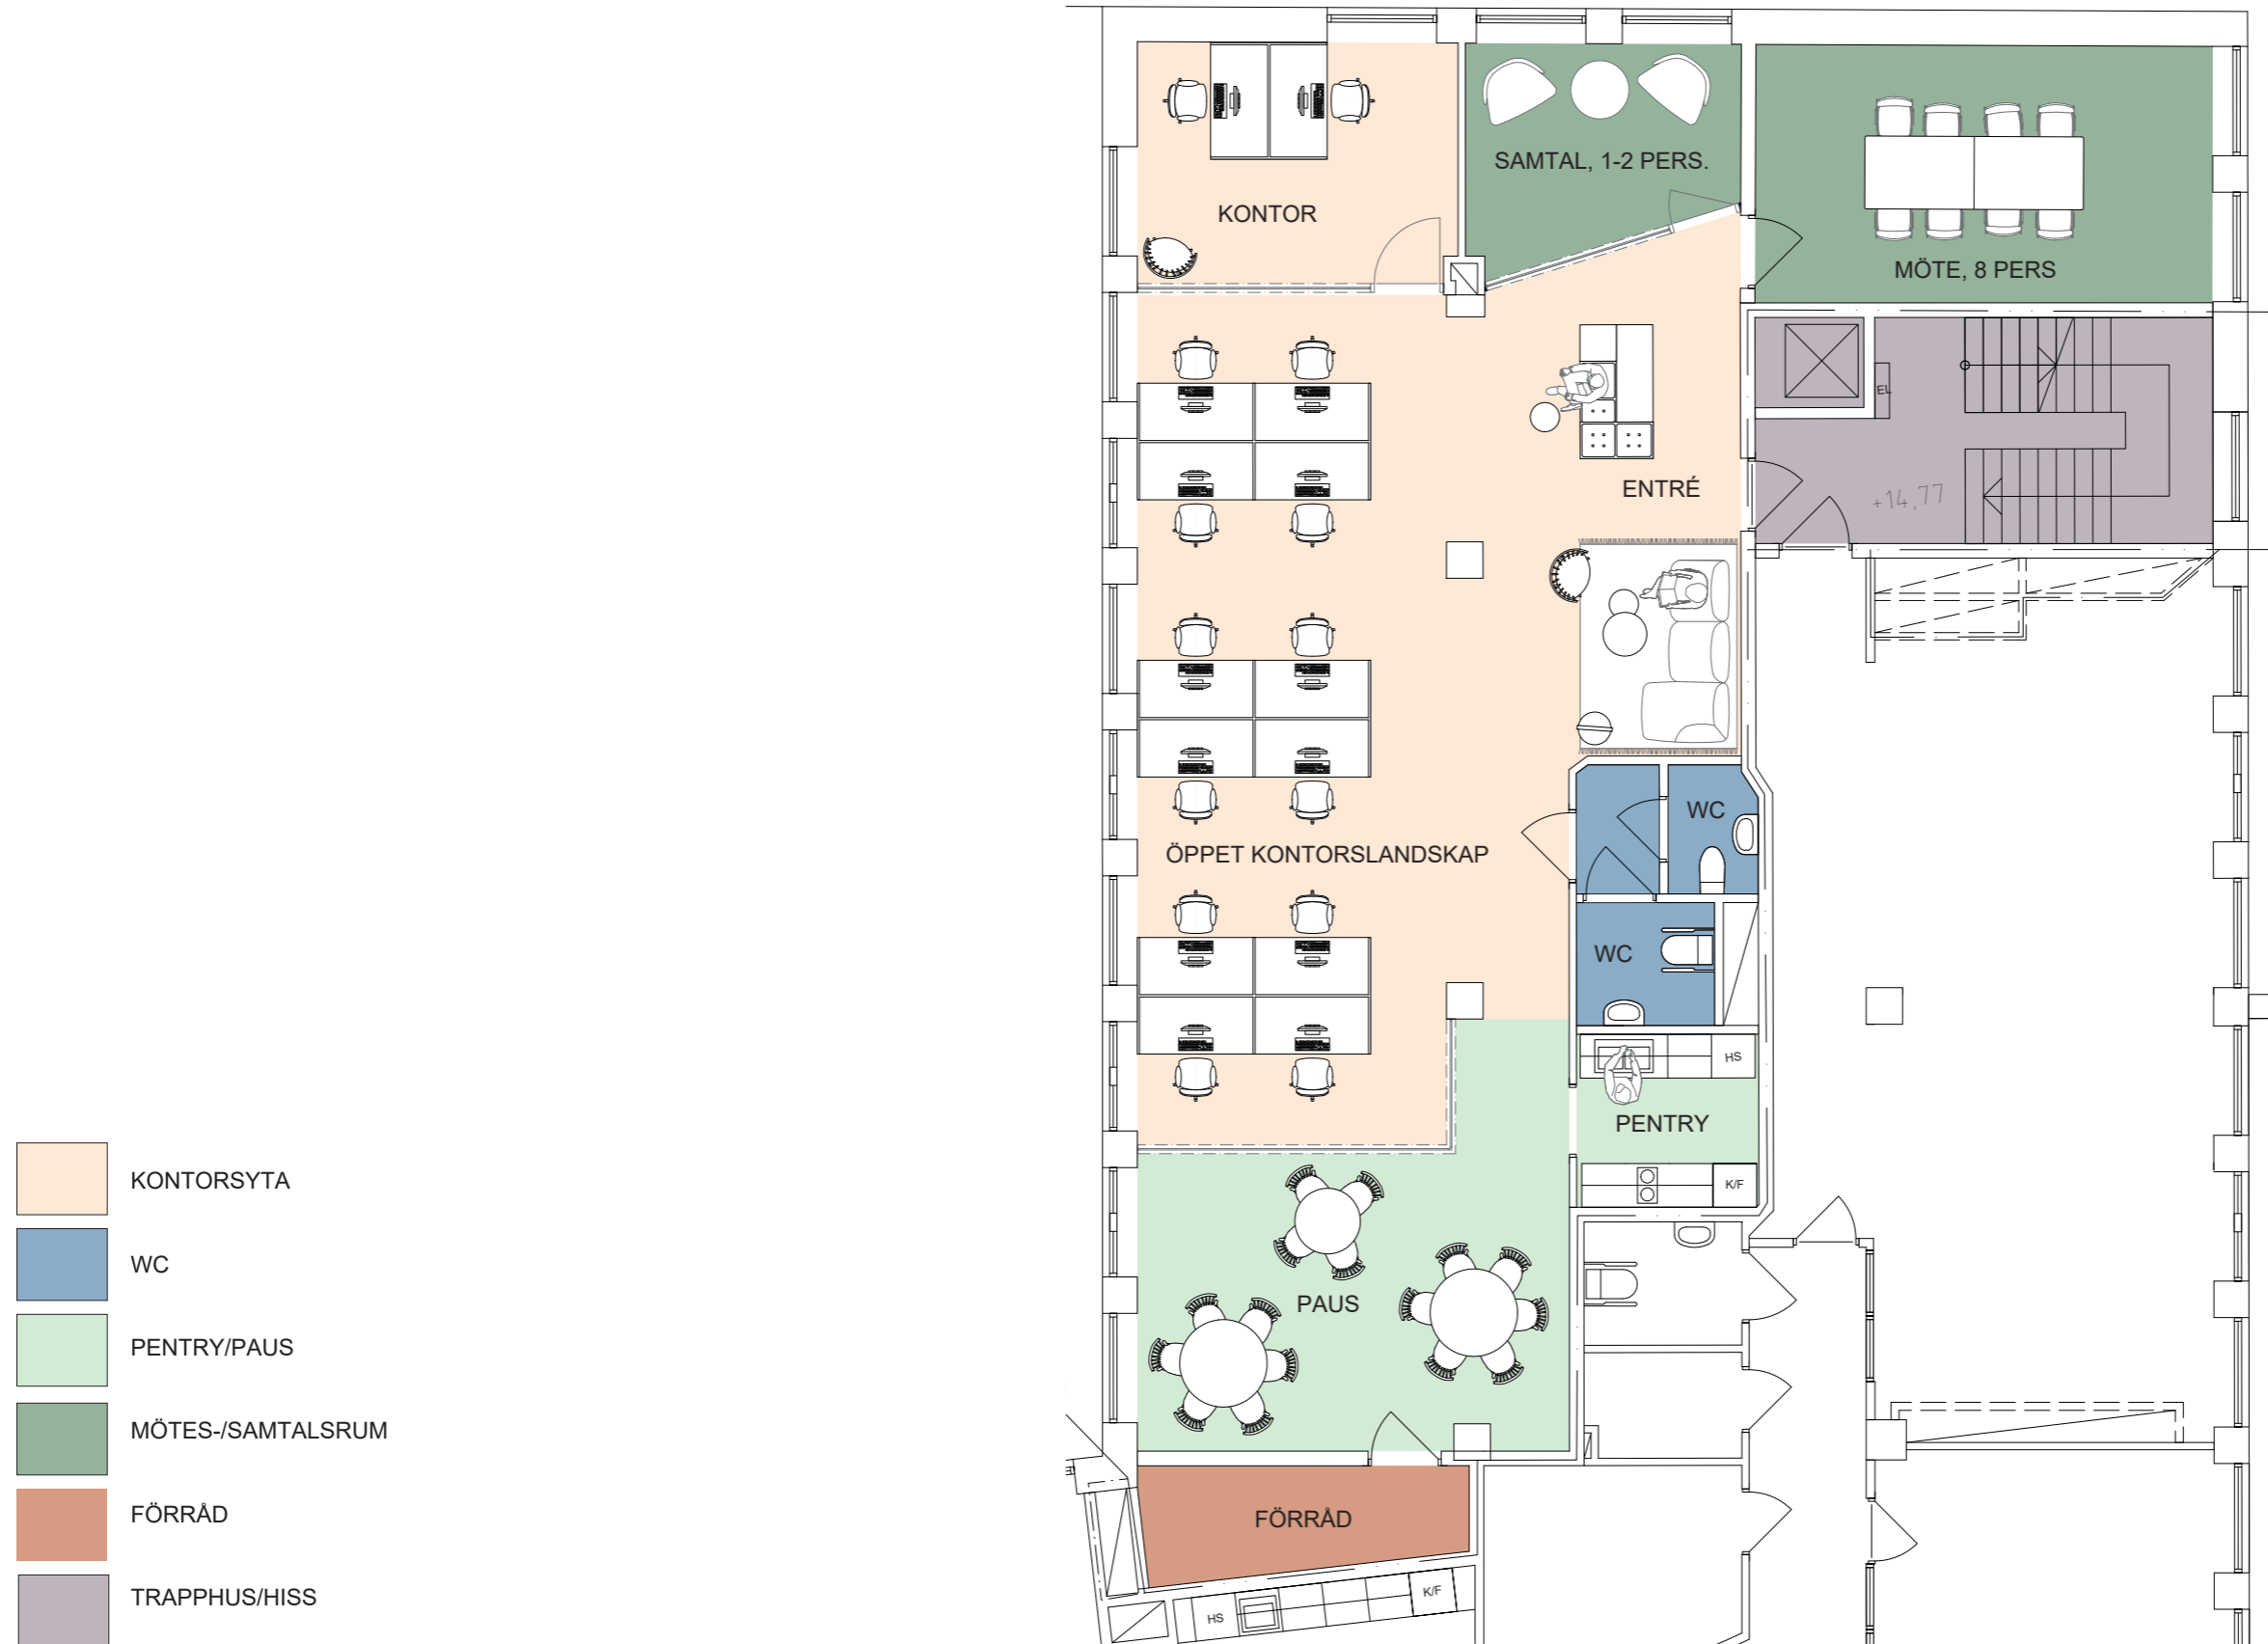 SAMTAL, 1-2 PERS.
KONTOR
MÖTE, 8 PERS
EL
ENTRÉ
+14,77
WC
ÖPPET KONTORSLANDSKAP
WC
HS
PENTRY
K/F
PAUS
FÖRRÅD
HS
K/F
KONTORSYTA
WC
PENTRY/PAUS
MÖTES-/SAMTALSRUM
FÖRRÅD
TRAPPHUS/HISS